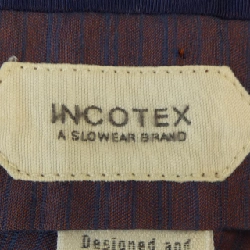 INCOTEX
A SLOWEAR BRAND
Designed and